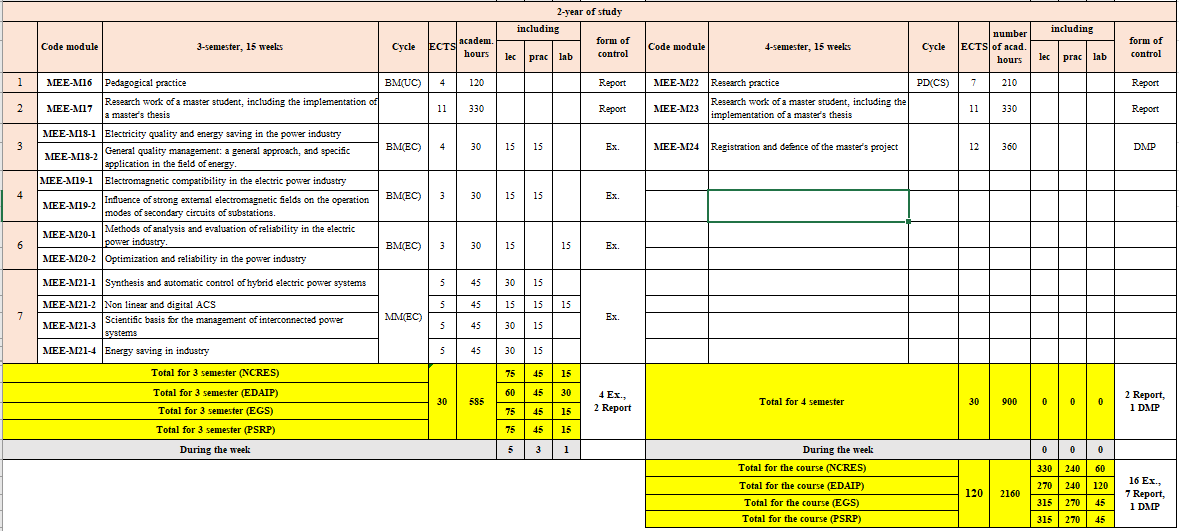 2-year of study
Code module 3-semester, 15 weeks Cycle ECTS academ. hours including form of control Code module 4-semester, 15 weeks Cycle ECTS number of acad. hours including form of control
lec prac lab lec prac lab
1 MEE-M16 Pedagogical practice BM(UC) 4 120 Report MEE-M22 Research practice PD(CS) 7 210 Report
2 MEE-M17 Research work of a master student, including the implementation of a master's thesis 11 330 Report MEE-M23 Research work of a master student, including the implementation of a master's thesis 11 330 Report
3 MEE-M18-1 Electricity quality and energy saving in the power industry BM(EC) 4 30 15 15 Ex. MEE-M24 Registration and defence of the master's project 12 360 DMP
MEE-M18-2 General quality management: a general approach, and specific application in the field of energy.
4 MEE-M19-1 Electromagnetic compatibility in the electric power industry BM(EC) 3 30 15 15 Ex.
MEE-M19-2 Influence of strong external electromagnetic fields on the operation modes of secondary circuits of substations.
6 MEE-M20-1 Methods of analysis and evaluation of reliability in the electric power industry. BM(EC) 3 30 15 15 Ex.
MEE-M20-2 Optimization and reliability in the power industry
7 MEE-M21-1 Synthesis and automatic control of hybrid electric power systems MM(EC) 5 45 30 15 Ex.
MEE-M21-2 Non linear and digital ACS 5 45 15 15 15
MEE-M21-3 Scientific basis for the management of interconnected power systems 5 45 30 15
MEE-M21-4 Energy saving in industry 5 45 30 15
Total for 3 semester (NCRES) 30 585 75 45 15 4 Ex., 2 Report Total for 4 semester 30 900 0 0 0 2 Report, 1 DMP
Total for 3 semester (EDAIP) 60 45 30
Total for 3 semester (EGS) 75 45 15
Total for 3 semester (PSRP) 75 45 15
During the week 5 3 1 During the week 0 0 0
Total for the course (NCRES) 120 2160 330 240 60 16 Ex., 7 Report, 1 DMP
Total for the course (EDAIP) 270 240 120
Total for the course (EGS) 315 270 45
Total for the course (PSRP) 315 270 45